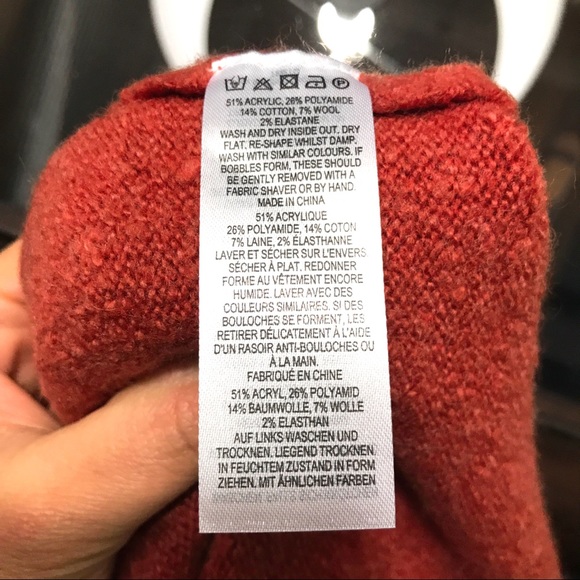 51% ACRYLIC, 26% POLYAMIDE
14% COTTON, 7% WOOL
2% ELASTANE
WASH AND DRY INSIDE OUT, DRY
FLAT. RE-SHAPE WHILST DAMP.
WASH WITH SIMILAR COLOURS. IF
BOBBLES FORM, THESE SHOULD
BE GENTLY REMOVED WITH A
FABRIC SHAVER OR BY HAND.
MADE IN CHINA
51% ACRYLIQUE
26% POLYAMIDE, 14% COTON
7% LAINE, 2% ÉLASTHANNE
LAVER ET SÉCHER SUR L'ENVERS
SÉCHER À PLAT. REDONNER
FORME AU VÊTEMENT ENCORE
HUMIDE. LAVER AVEC DES
COULEURS SIMILAIRES. SI DES
BOULOCHES SE FORMENT, LES
RETIRER DÉLICATEMENT À L'AIDE
D'UN RASOIR ANTI-BOULOCHES OU
À LA MAIN.
FABRIQUÉ EN CHINE
51% ACRYL, 26% POLYAMID
14% BAUMWOLLE, 7% WOLLE
2% ELASTHAN
AUF LINKS WASCHEN UND
TROCKNEN. LIEGEND TROCKNEN.
IN FEUCHTEM ZUSTAND IN FORM
ZIEHEN. MIT ÄHNLICHEN FARBEN